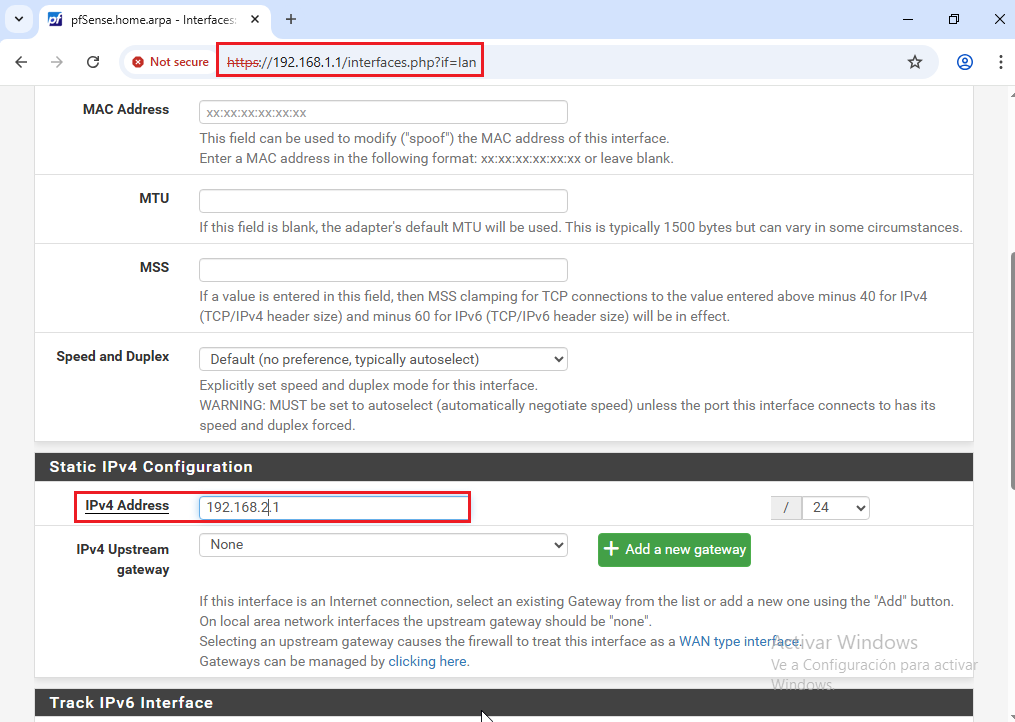 pfSense.home.arpa - Interfaces:
Not secure
https://192.168.1.1/interfaces.php?if=lan
MAC Address
xx:xx:xx:xx:xx:xx
This field can be used to modify ("spoof") the MAC address of this interface.
Enter a MAC address in the following format: xx:xx:xx:xx:xx:xx or leave blank.
MTU
If this field is blank, the adapter's default MTU will be used. This is typically 1500 bytes but can vary in some circumstances.
MSS
If a value is entered in this field, then MSS clamping for TCP connections to the value entered above minus 40 for IPv4
(TCP/IPv4 header size) and minus 60 for IPv6 (TCP/IPv6 header size) will be in effect.
Speed and Duplex
Default (no preference, typically autoselect)
Explicitly set speed and duplex mode for this interface.
WARNING: MUST be set to autoselect (automatically negotiate speed) unless the port this interface connects to has its
speed and duplex forced.
Static IPv4 Configuration
IPv4 Address
192.168.2.1
/ 24
IPv4 Upstream
gateway
None
Add a new gateway
If this interface is an Internet connection, select an existing Gateway from the list or add a new one using the "Add" button.
On local area network interfaces the upstream gateway should be "none".
Selecting an upstream gateway causes the firewall to treat this interface as a WAN type interface.
Gateways can be managed by clicking here.
Activar Windows
Ve a Configuración para activar
Windows.
Track IPv6 Interface